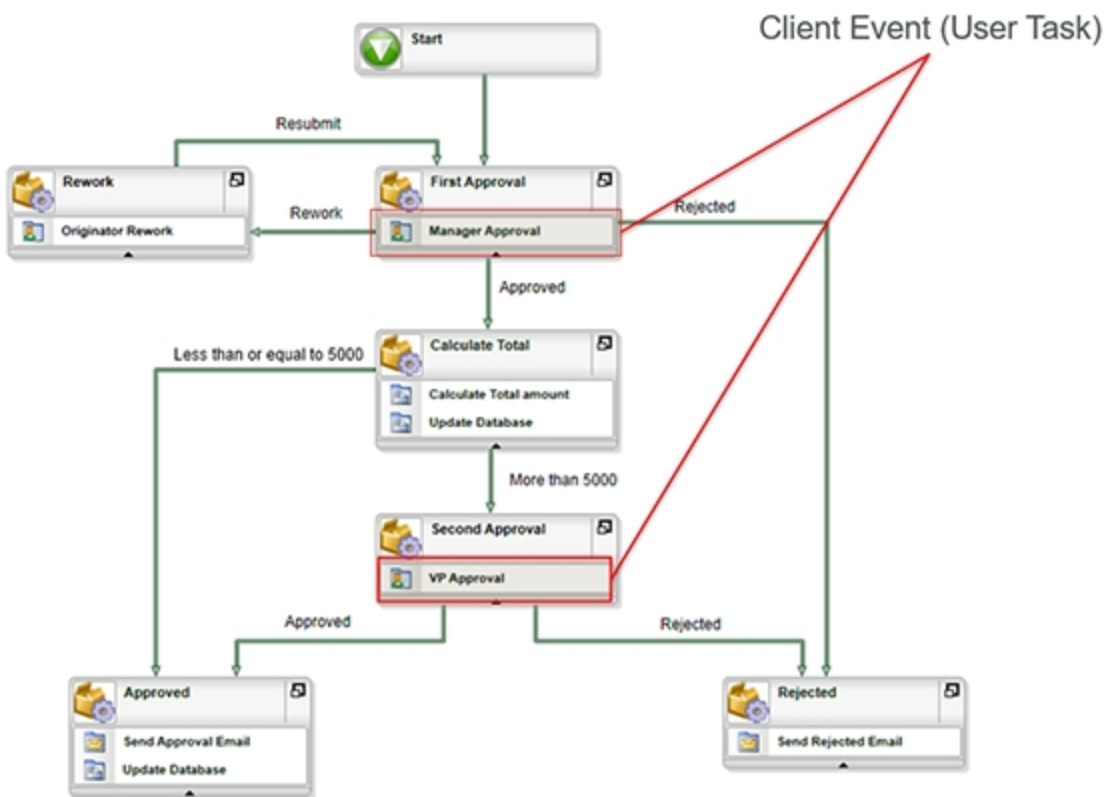 Client Event (User Task)
Start
Resubmit
Rework
First Approval
Rework
Rejected
Originator Rework
Manager Approval
Approved
Calculate Total
Less than or equal to 5000
Calculate Total amount
Update Database
More than 5000
Second Approval
VP Approval
Approved
Rejected
Approved
Rejected
Send Approval Email
Send Rejected Email
Update Database